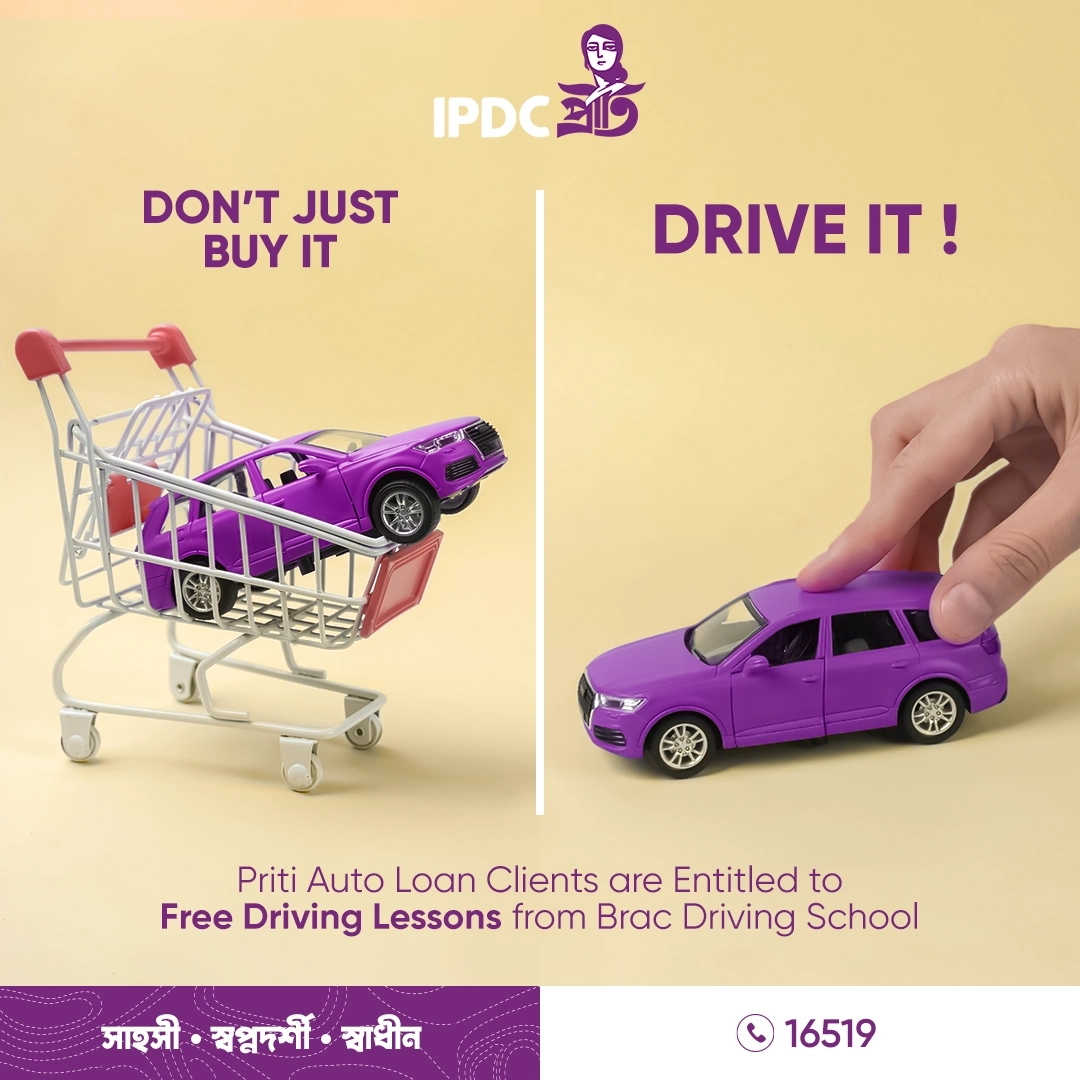 IPDC প্রীতি
DON'T JUST
BUY IT
DRIVE IT !
Priti Auto Loan Clients are Entitled to
Free Driving Lessons from Brac Driving School
সাহসী • স্বপ্নদর্শী • স্বাধীন
16519